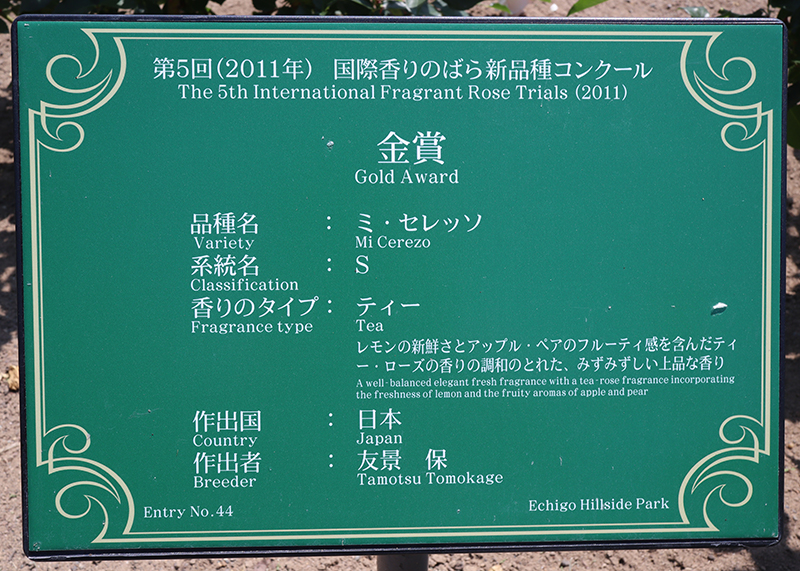 第5回(2011年) 国際香りのばら新品種コンクール
The 5th International Fragrant Rose Trials (2011)
金賞
Gold Award
品種名 : ミ・セレッソ
Variety Mi Cerezo
系統名 : S
Classification
香りのタイプ : ティー
Fragrance type Tea
レモンの新鮮さとアップル・ペアのフルーティ感を含んだティ
ー・ローズの香りの調和のとれた、みずみずしい上品な香り
A well-balanced elegant fresh fragrance with a tea-rose fragrance incorporating
the freshness of lemon and the fruity aromas of apple and pear
作出国 : 日本
Country Japan
作出者 : 友景 保
Breeder Tamotsu Tomokage
Entry No.44 Echigo Hillside Park